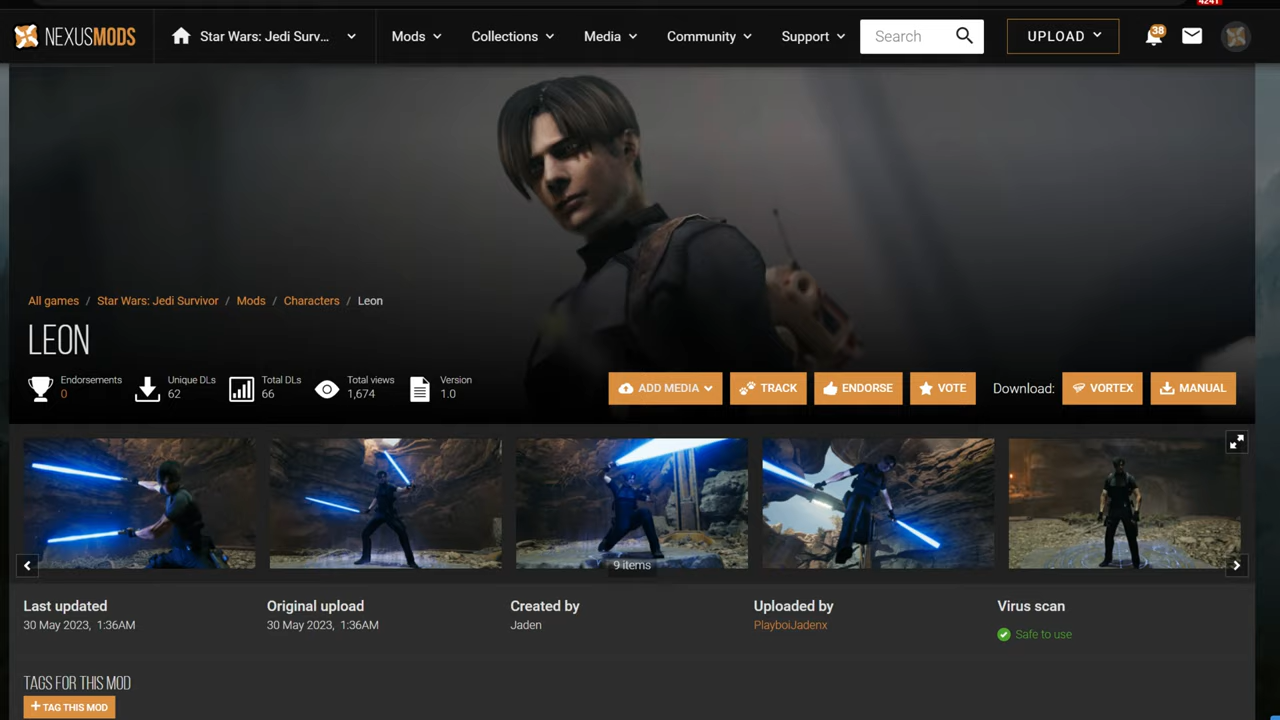 4241
NEXUSMODS
Star Wars: Jedi Surv...
Mods
Collections
Media
Community
Support
Search
UPLOAD
38
All games / Star Wars: Jedi Survivor / Mods / Characters / Leon
LEON
Endorsements
0
Unique DLs
62
Total DLs
66
Total views
1,674
Version
1.0
ADD MEDIA
TRACK
ENDORSE
VOTE
Download:
VORTEX
MANUAL
9 items
Last updated
30 May 2023, 1:36AM
Original upload
30 May 2023, 1:36AM
Created by
Jaden
Uploaded by
PlayboiJadenx
Virus scan
Safe to use
TAGS FOR THIS MOD
+ TAG THIS MOD